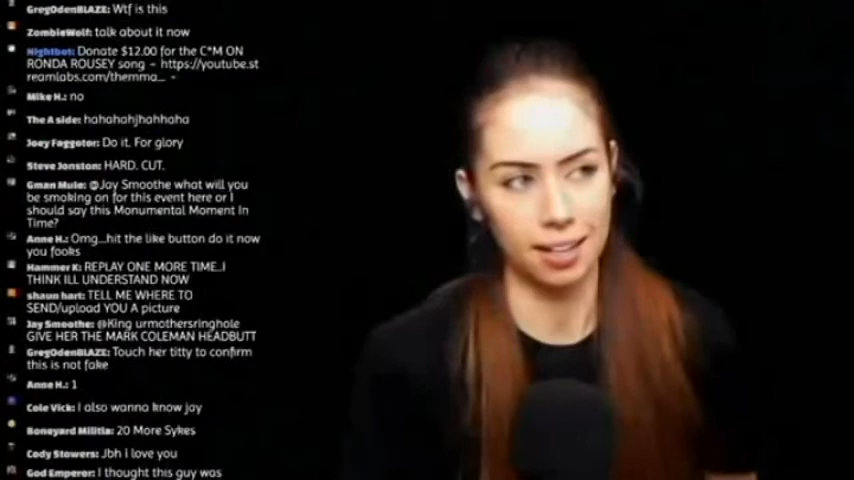 GregOdenBLAZE: Wtf is this
ZombieWolf: talk about it now
Nightbot: Donate $12.00 for the C*M ON
RONDA ROUSEY song - https://youtube.st
reamlabs.com/themma... -
Mike H.: no
The A side: hahahahjhahhaha
Joey Faggotor: Do it. For glory
Steve Jonston: HARD. CUT.
Gman Mule: @Jay Smoothe what will you
be smoking on for this event here or I
should say this Monumental Moment In
Time?
Anne H.: Omg...hit the like button do it now
you fooks
Hammer K: REPLAY ONE MORE TIME..I
THINK ILL UNDERSTAND NOW
shaun hart: TELL ME WHERE TO
SEND/upload YOU A picture
Jay Smoothe: @King urmothersringhole
GIVE HER THE MARK COLEMAN HEADBUTT
GregOdenBLAZE: Touch her titty to confirm
this is not fake
Anne H.: 1
Cole Vick: I also wanna know jay
Boneyard Militia: 20 More Sykes
Cody Stowers: Jbh i love you
God Emperor: I thought this guy was